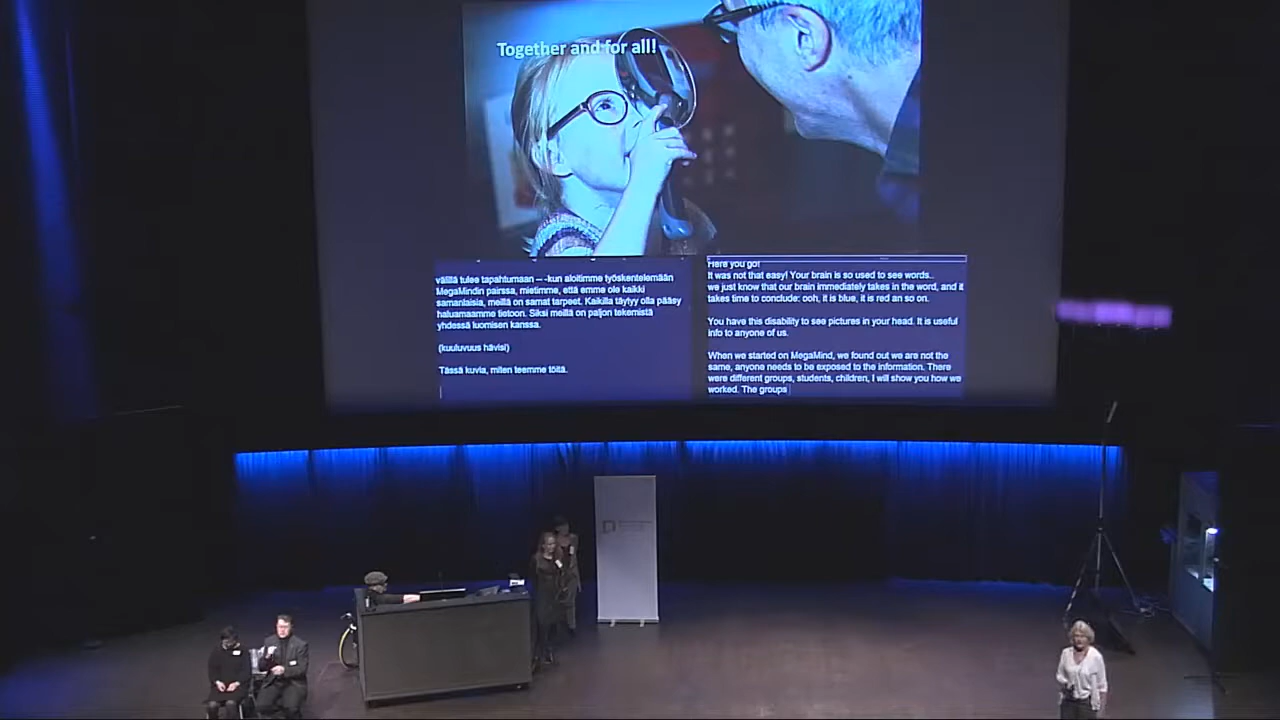 Together and for all!
välillä tulee tapahtumaan – -kun aloitimme työskentelemään
MegaMindin pairssa, mietimme, että emme ole kaikki
samanlaisia, meillä on samat tarpeet. Kaikilla täytyy olla pääsy
haluamaamme tietoon. Siksi meillä on paljon tekemistä
yhdessä luomisen kanssa.
(kuuluvuus hävisi)
Tässä kuvia, miten teemme töitä.
Here you go!
It was not that easy! Your brain is so used to see words..
we just know that our brain immediately takes in the word, and it
takes time to conclude: ooh, it is blue, it is red an so on.
You have this disability to see pictures in your head. It is useful
info to anyone of us.
When we started on MegaMind, we found out we are not the
same, anyone needs to be exposed to the information. There
were different groups, students, children, I will show you how we
worked. The groups